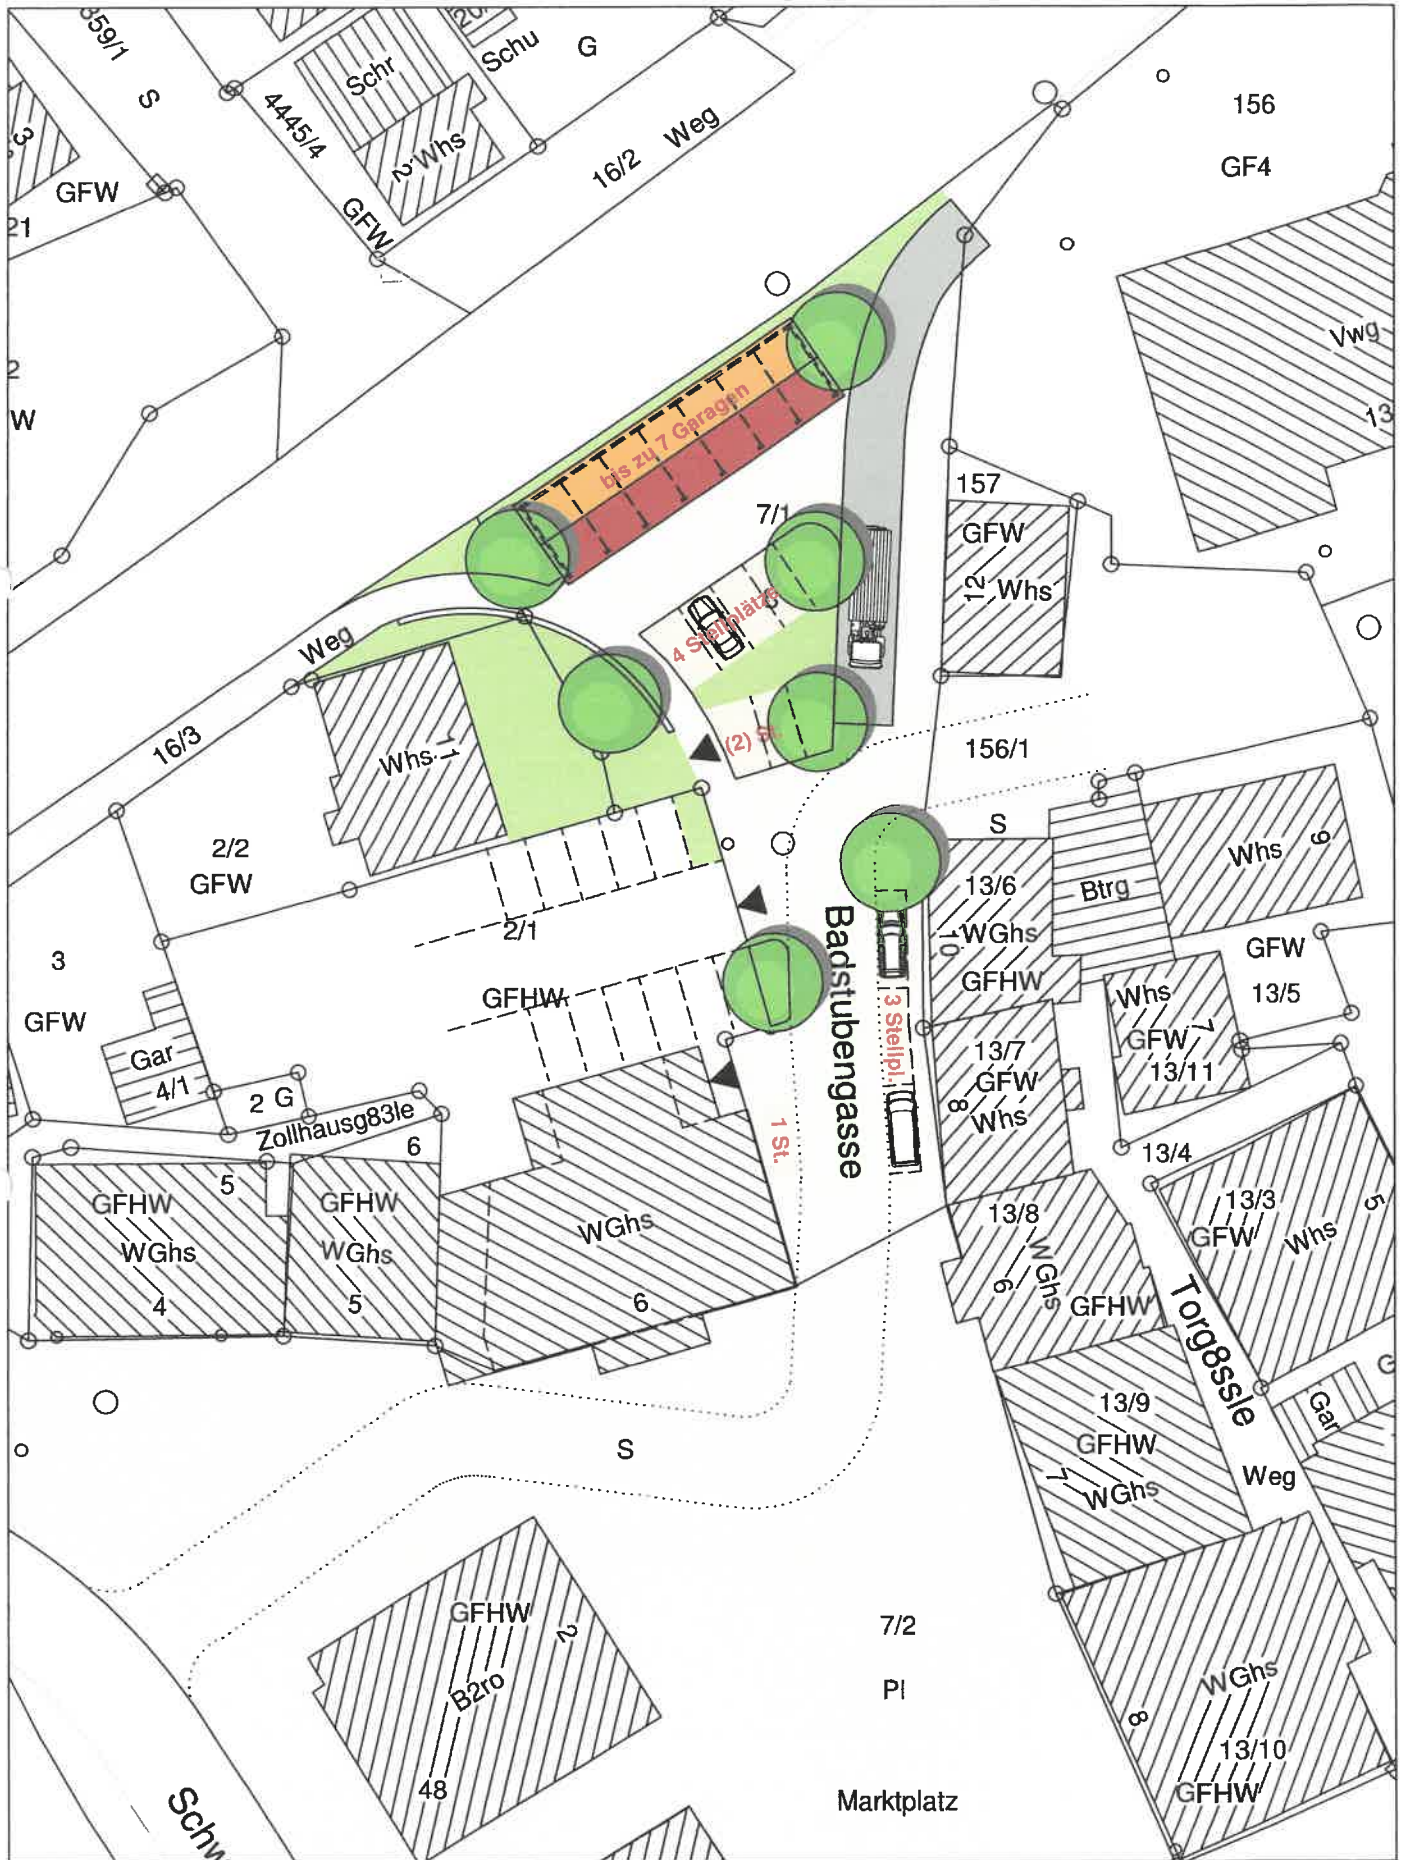 359/1
S
Schr
20
Schu
G
4445/4
2
Whs
GFW
16/2
Weg
156
GF4
3
GFW
21
2
W
Vwg
13
bis zu 7 Garagen
7/1
157
GFW
12
Whs
4 Stellplätze
Weg
16/3
Whs
11
(2) St.
156/1
S
2/2
GFW
Whs
9
13/6
WGhs
10
GFHW
Btrg
2/1
GFHW
Badstubengasse
3 Stellpl.
GFW
13/5
3
GFW
Whs
GFW
7
13/11
Gar
4/1
2
G
Zollhausg83le
6
13/7
GFW
8
Whs
1 St.
13/4
5
GFHW
WGhs
4
GFHW
WGhs
5
WGhs
6
13/8
WGhs
6
GFHW
13/3
GFW
Whs
5
Torg8ssle
Gar
G
13/9
GFHW
7
WGhs
Weg
S
GFHW
2
B2ro
48
7/2
Pl
Marktplatz
WGhs
8
13/10
GFHW
Schw